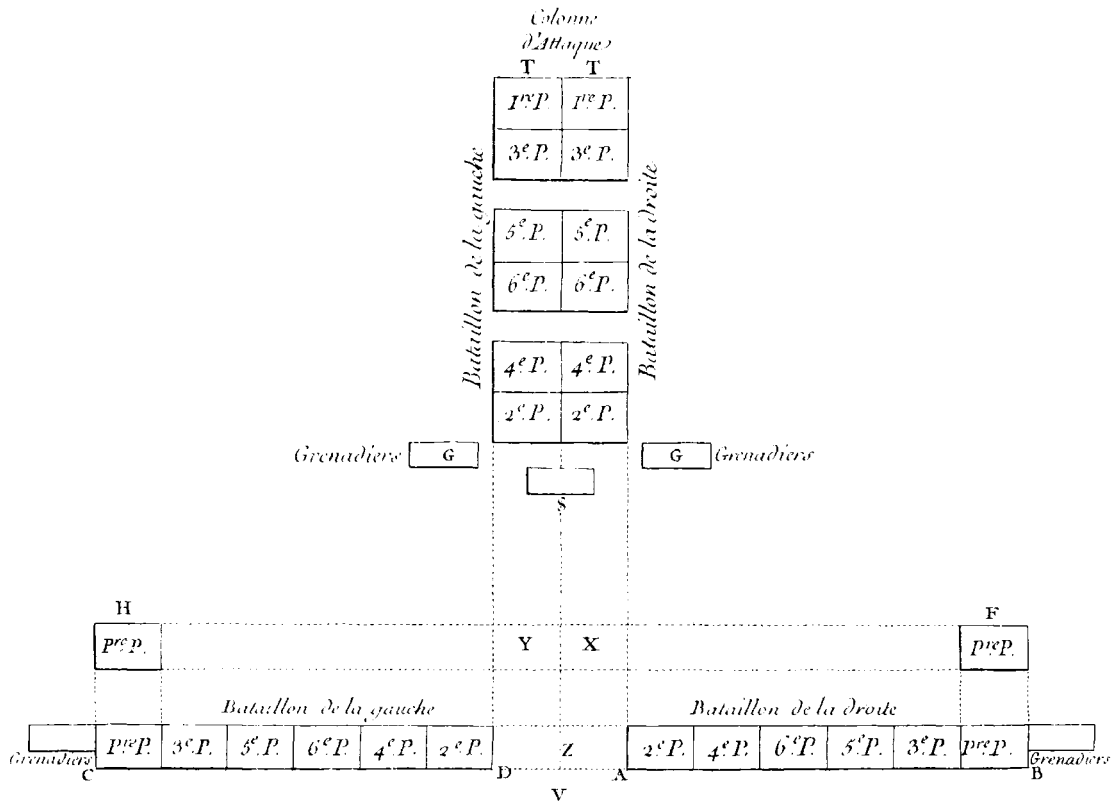 Colonne
d'Attaque
T T
1re P. 1re P.
3e P. 3e P.
Bataillon de la gauche
Bataillon de la droite
5e P. 5e P.
6e P. 6e P.
4e P. 4e P.
2e P. 2e P.
Grenadiers G G Grenadiers
S
H F
Pre P. Y X Pre P.
Bataillon de la gauche Bataillon de la droite
Pre P. 3e P. 5e P. 6e P. 4e P. 2e P. Z 2e P. 4e P. 6e P. 5e P. 3e P. Pre P.
Grenadiers Grenadiers
C D A B
V